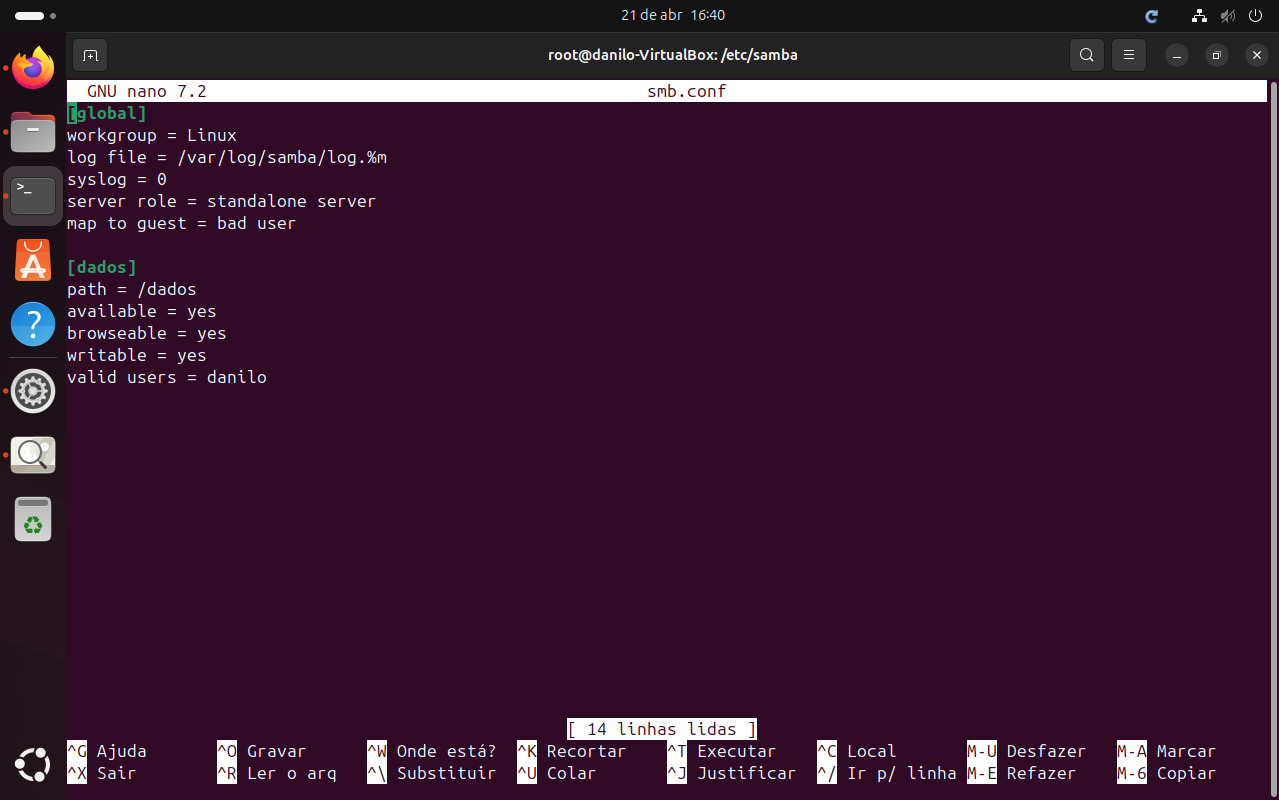 21 de abr 16:40
root@danilo-VirtualBox: /etc/samba
GNU nano 7.2 smb.conf
[global]
workgroup = Linux
log file = /var/log/samba/log.%m
syslog = 0
server role = standalone server
map to guest = bad user
[dados]
path = /dados
available = yes
browseable = yes
writable = yes
valid users = danilo
[ 14 linhas lidas ]
^G Ajuda ^O Gravar ^W Onde está? ^K Recortar ^T Executar ^C Local M-U Desfazer M-A Marcar
^X Sair ^R Ler o arq ^\ Substituir ^U Colar ^J Justificar ^/ Ir p/ linha M-E Refazer M-6 Copiar